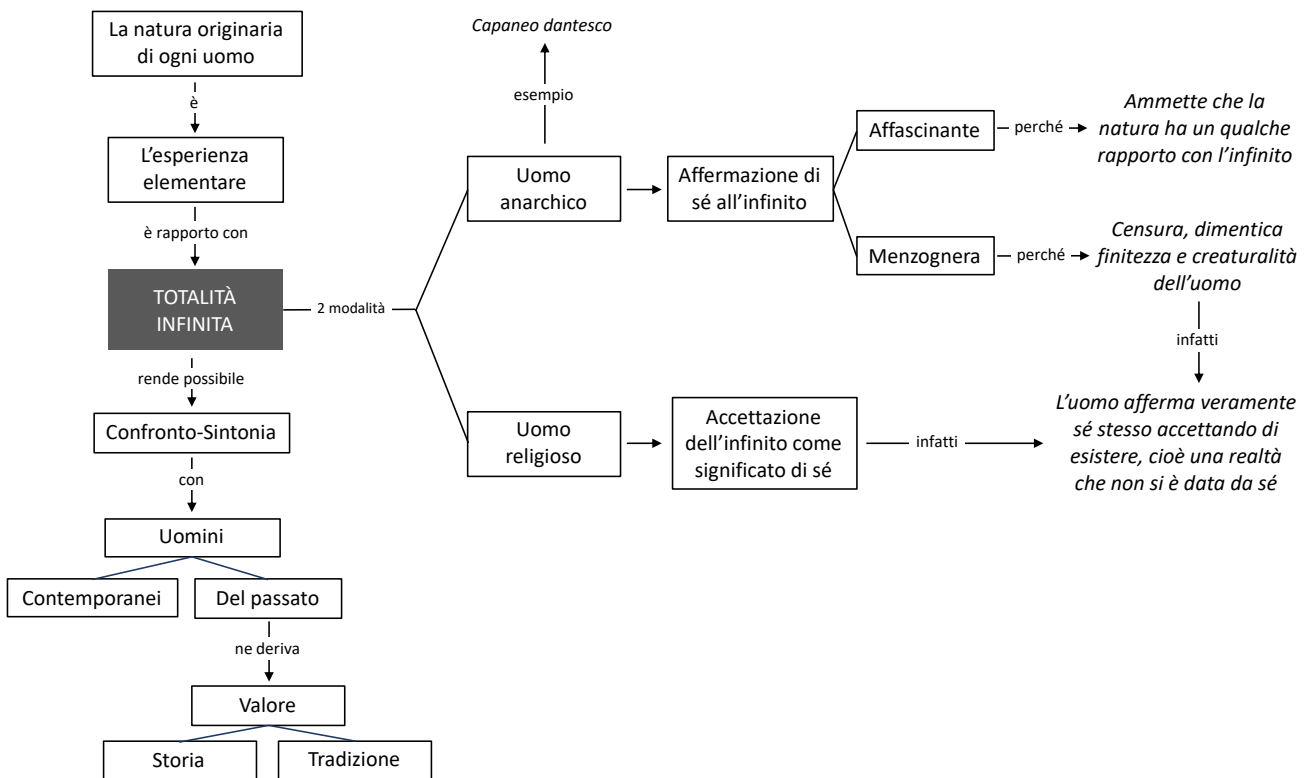 La natura originaria
di ogni uomo
è
L’esperienza
elementare
è rapporto con
TOTALITÀ
INFINITA
rende possibile
Confronto-Sintonia
con
Uomini
Contemporanei
Del passato
ne deriva
Valore
Storia
Tradizione
2 modalità
Capaneo dantesco
esempio
Uomo
anarchico
Affermazione di
sé all’infinito
Affascinante
perché
Ammette che la
natura ha un qualche
rapporto con l’infinito
Menzognera
perché
Censura, dimentica
finitezza e creaturalità
dell’uomo
infatti
Uomo
religioso
Accettazione
dell’infinito come
significato di sé
infatti
L’uomo afferma veramente
sé stesso accettando di
esistere, cioè una realtà
che non si è data da sé